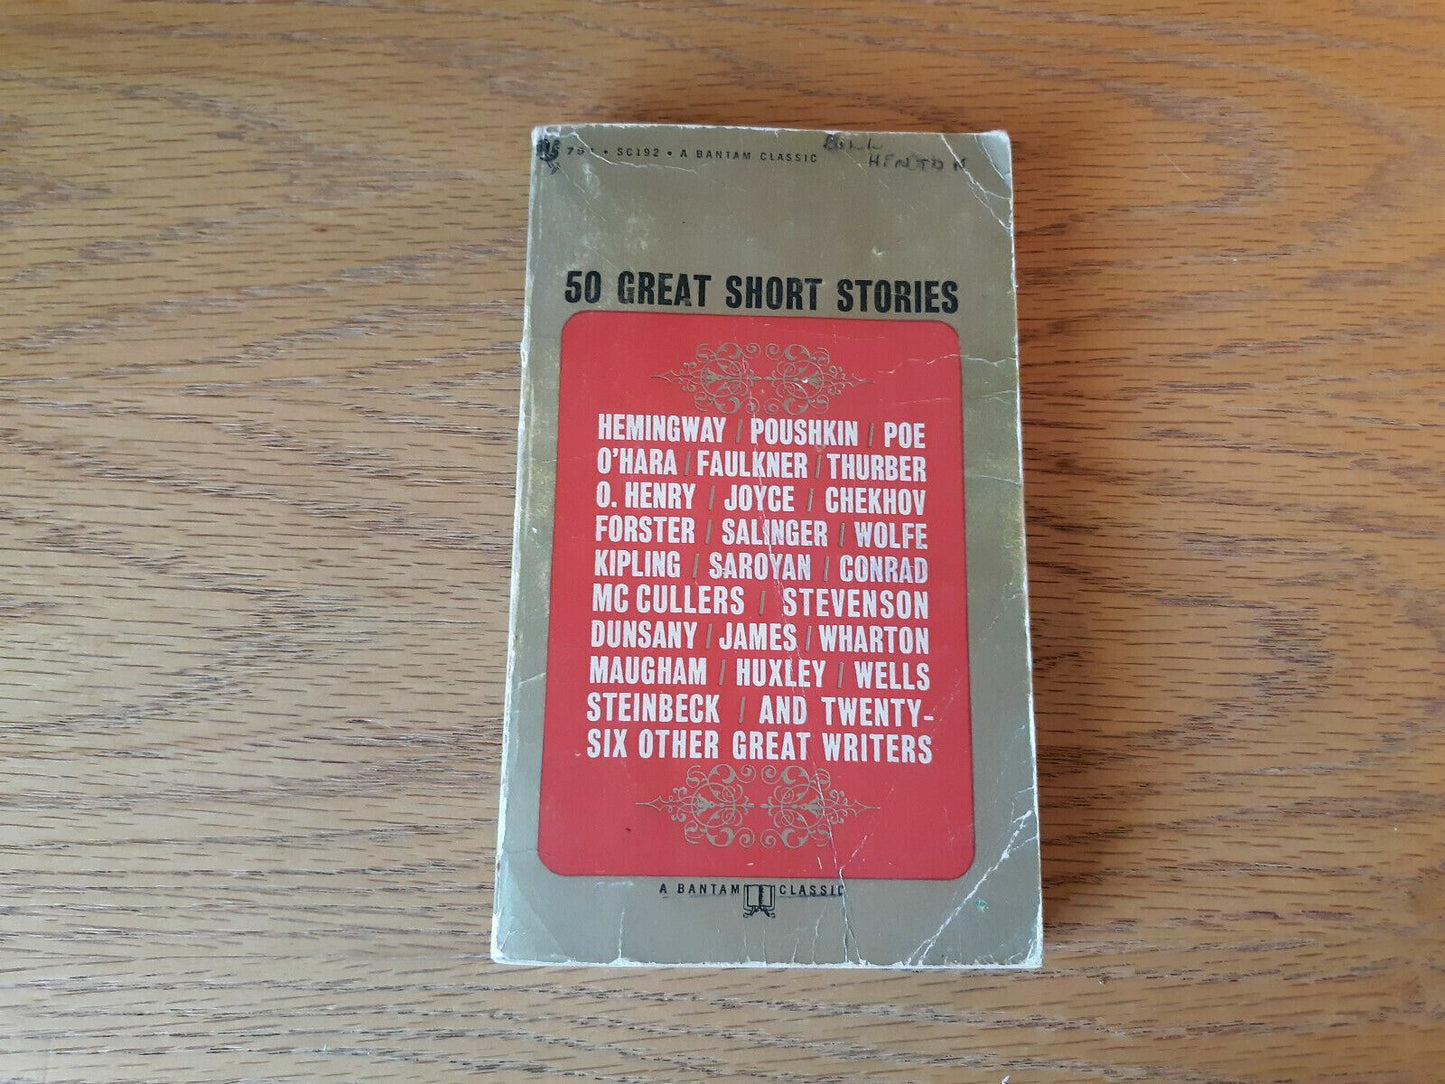 75¢ • SC192 • A BANTAM CLASSIC
BILL
HENTON
50 GREAT SHORT STORIES
HEMINGWAY / POUSHKIN / POE
O'HARA / FAULKNER / THURBER
O. HENRY / JOYCE / CHEKHOV
FORSTER / SALINGER / WOLFE
KIPLING / SAROYAN / CONRAD
MC CULLERS / STEVENSON
DUNSANY / JAMES / WHARTON
MAUGHAM / HUXLEY / WELLS
STEINBECK / AND TWENTY-
SIX OTHER GREAT WRITERS
A BANTAM CLASSIC